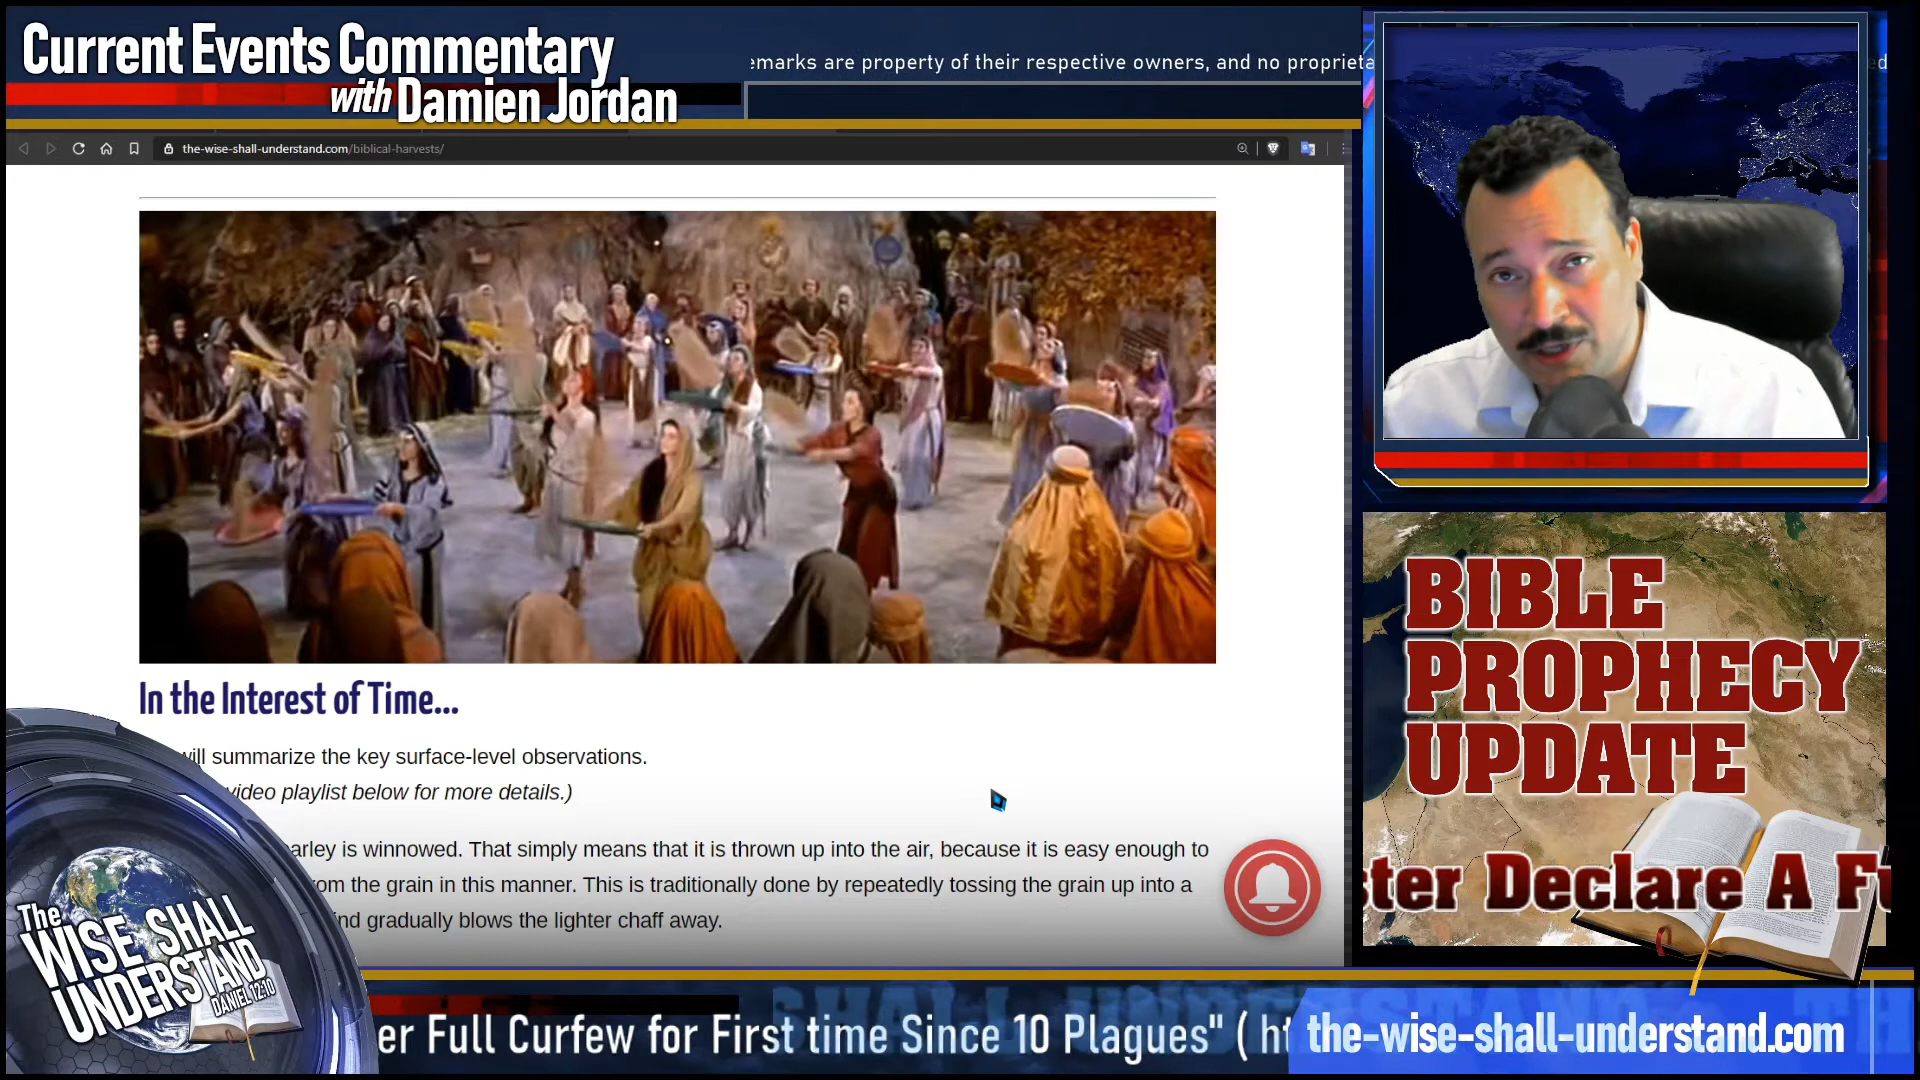 Current Events Commentary
with Damien Jordan
emarks are property of their respective owners, and no proprieta
the-wise-shall-understand.com/biblical-harvests/
In the Interest of Time...
will summarize the key surface-level observations.
video playlist below for more details.)
arley is winnowed. That simply means that it is thrown up into the air, because it is easy enough to
rom the grain in this manner. This is traditionally done by repeatedly tossing the grain up into a
ind gradually blows the lighter chaff away.
BIBLE
PROPHECY
UPDATE
ster Declare A Fu
The
WISE SHALL
UNDERSTAND
DANIEL 12:10
er Full Curfew for First time Since 10 Plagues" ( ht
the-wise-shall-understand.com